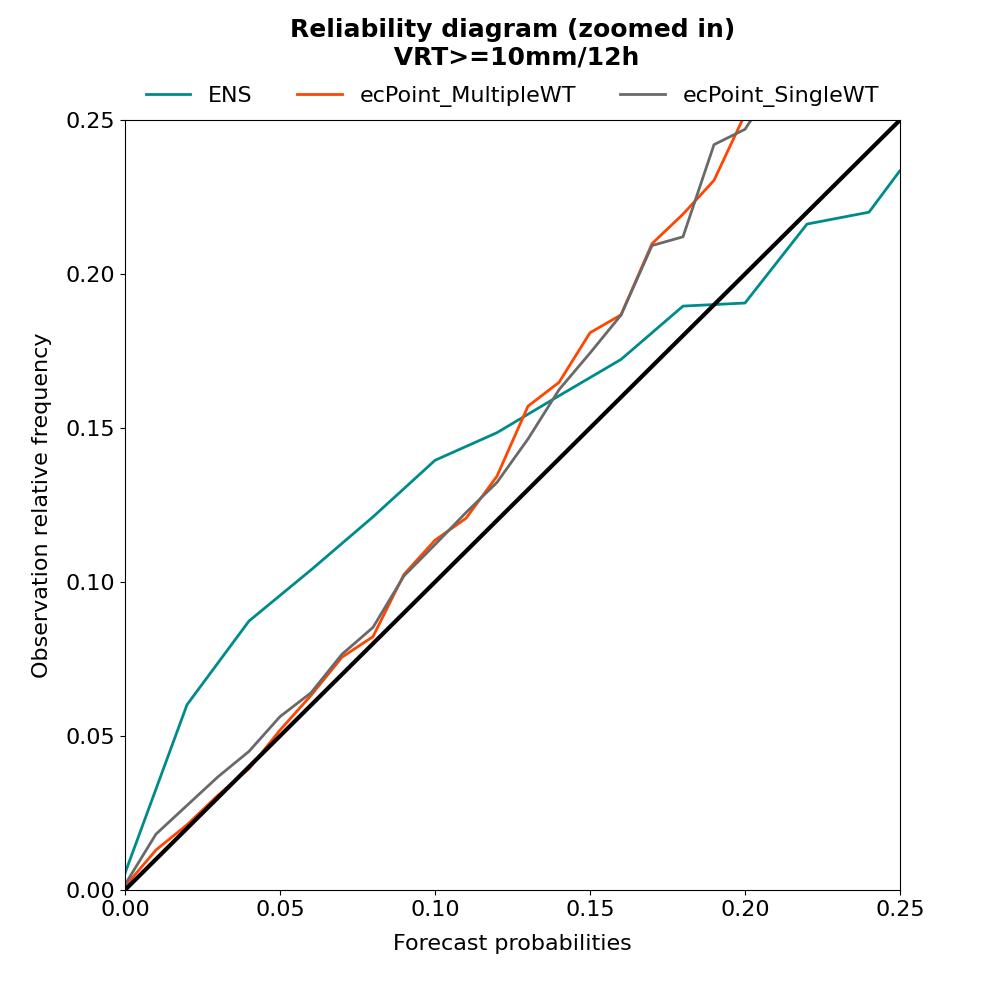 Reliability diagram (zoomed in)
VRT>=10mm/12h
ENS ecPoint_MultipleWT ecPoint_SingleWT
0.25
0.20
0.15
0.10
0.05
0.00
Observation relative frequency
0.00 0.05 0.10 0.15 0.20 0.25
Forecast probabilities